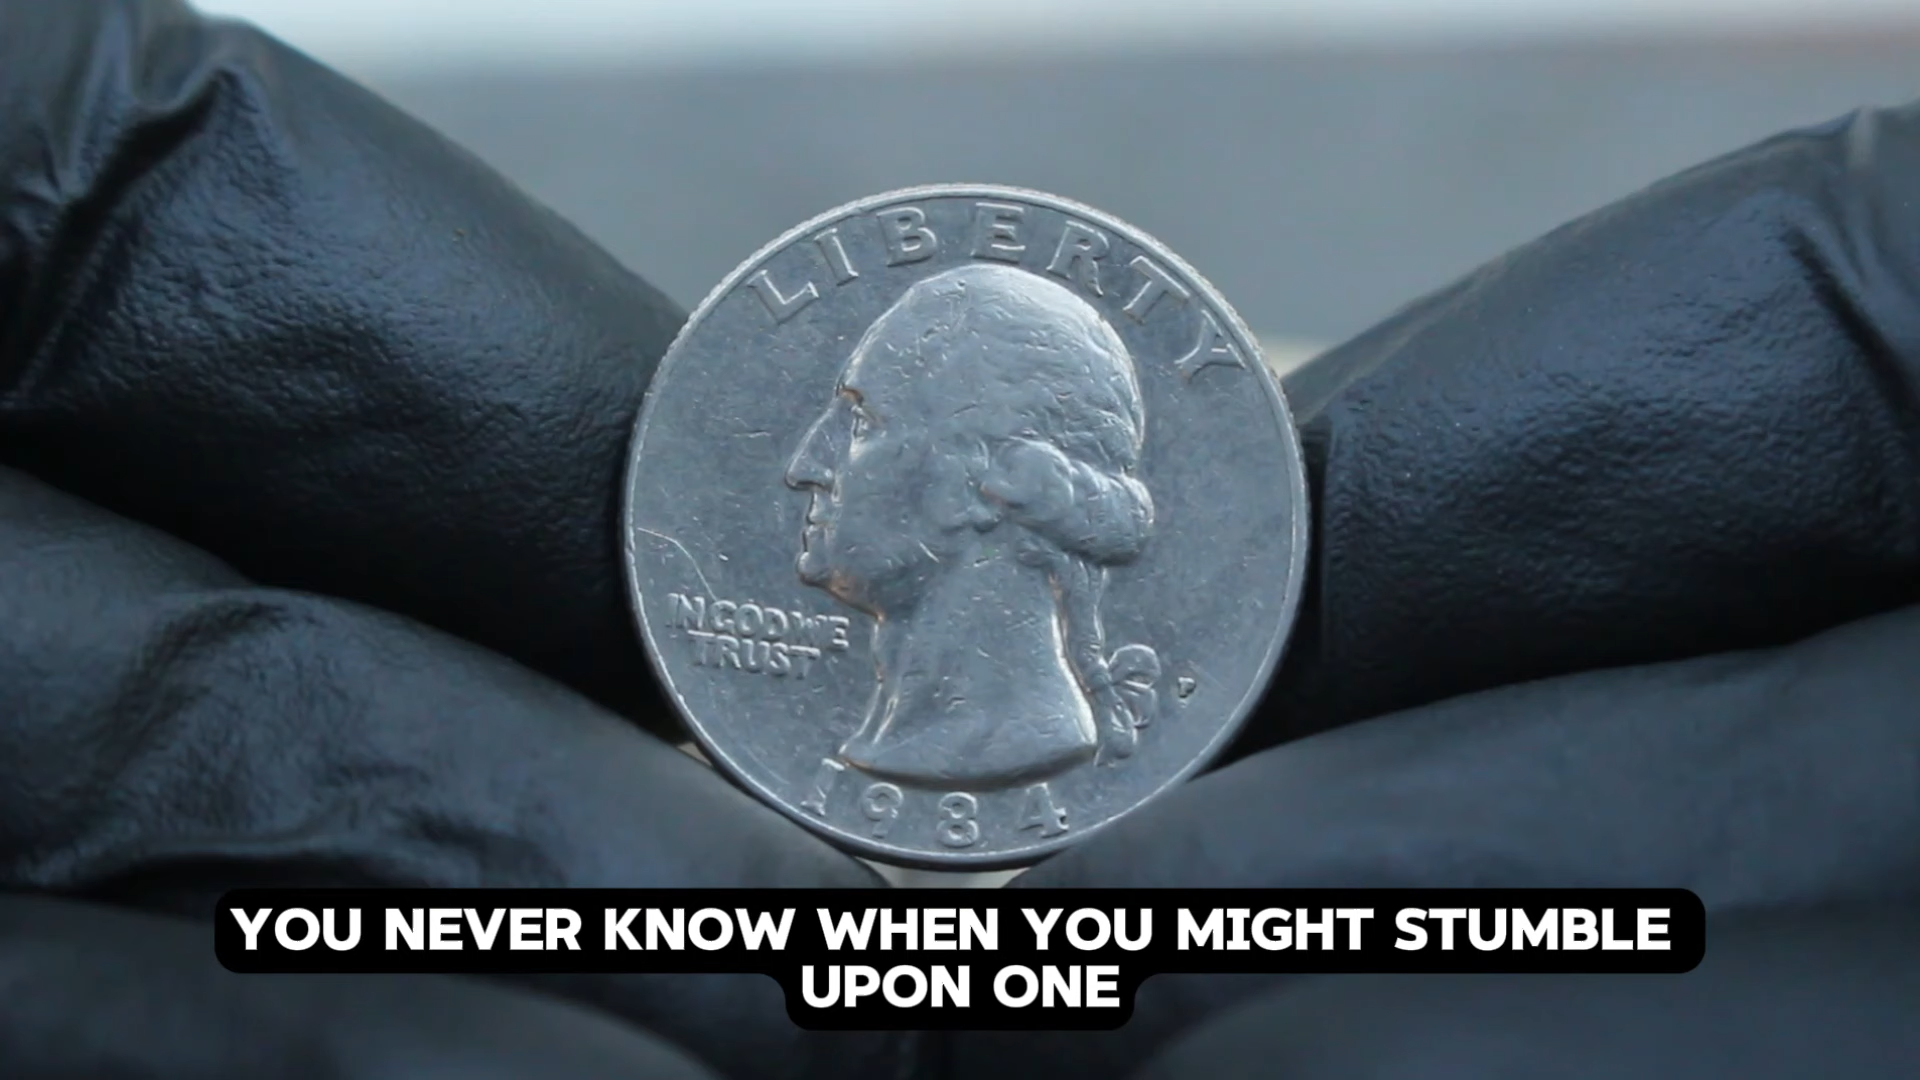 LIBERTY
IN GOD WE
TRUST
P
1984
YOU NEVER KNOW WHEN YOU MIGHT STUMBLE
UPON ONE